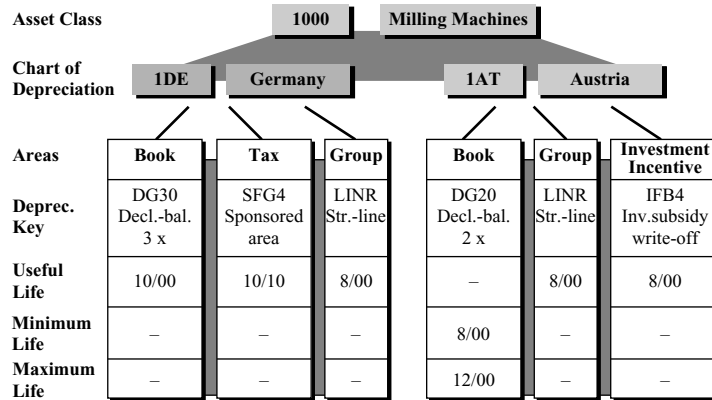 Asset Class 1000 Milling Machines
Chart of Depreciation 1DE Germany 1AT Austria
Areas Book Tax Group Book Group Investment Incentive
Deprec. Key DG30 Decl.-bal. 3 x SFG4 Sponsored area LINR Str.-line DG20 Decl.-bal. 2 x LINR Str.-line IFB4 Inv.subsidy write-off
Useful Life 10/00 10/10 8/00 – 8/00 8/00
Minimum Life – – – 8/00 – –
Maximum Life – – – 12/00 – –